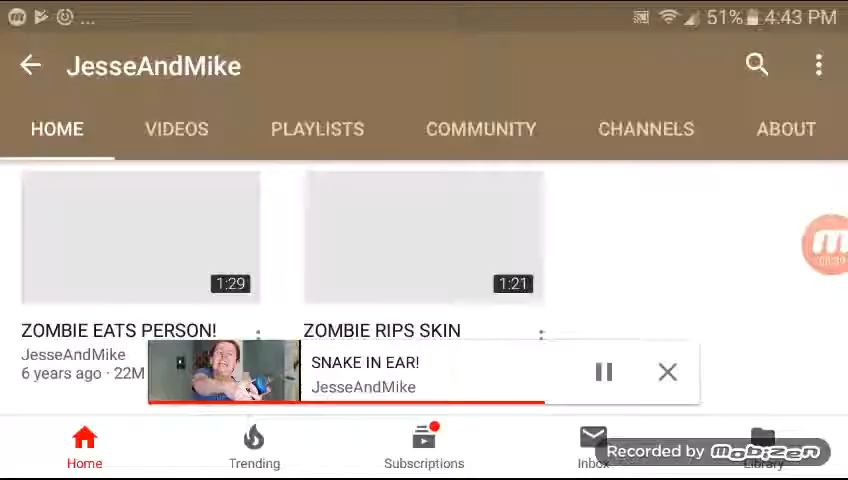 ... 51% 4:43 PM
JesseAndMike
HOME VIDEOS PLAYLISTS COMMUNITY CHANNELS ABOUT
1:29 1:21
ZOMBIE EATS PERSON! ZOMBIE RIPS SKIN
JesseAndMike
6 years ago · 22M
SNAKE IN EAR!
JesseAndMike
Home Trending Subscriptions Inbox Library
Recorded by Mobizen